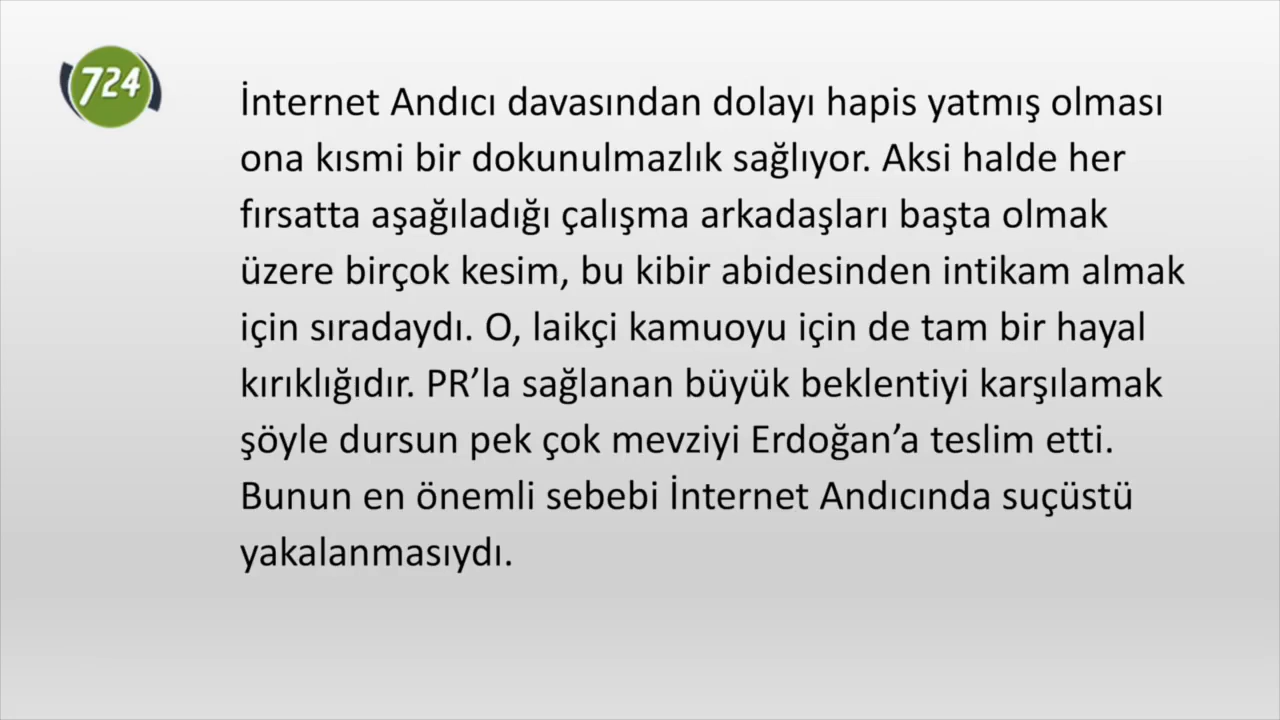 724
İnternet Andıcı davasından dolayı hapis yatmış olması
ona kısmi bir dokunulmazlık sağlıyor. Aksi halde her
fırsatta aşağıladığı çalışma arkadaşları başta olmak
üzere birçok kesim, bu kibir abidesinden intikam almak
için sıradaydı. O, laikçi kamuoyu için de tam bir hayal
kırıklığıdır. PR’la sağlanan büyük beklentiyi karşılamak
şöyle dursun pek çok mevziyi Erdoğan’a teslim etti.
Bunun en önemli sebebi İnternet Andıcında suçüstü
yakalanmasıydı.